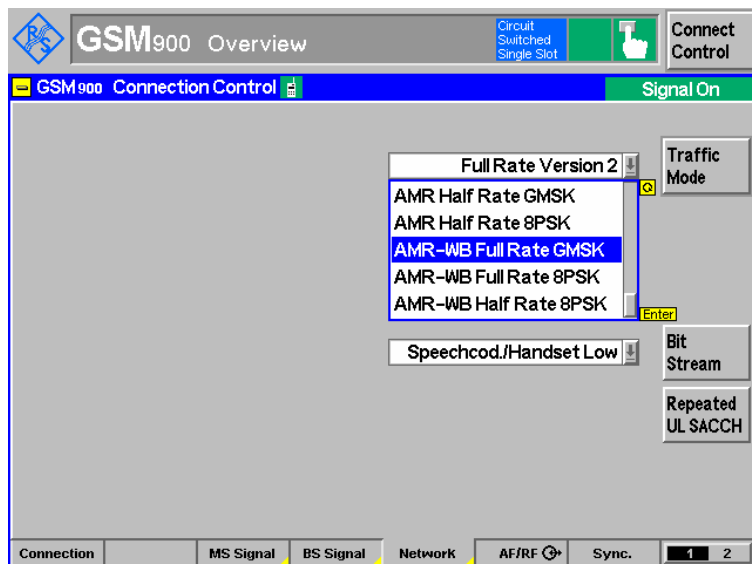 R S
GSM900 Overview
Circuit
Switched
Single Slot
Connect
Control
GSM900 Connection Control
Signal On
Full Rate Version 2
Traffic
Mode
AMR Half Rate GMSK
AMR Half Rate 8PSK
AMR-WB Full Rate GMSK
AMR-WB Full Rate 8PSK
AMR-WB Half Rate 8PSK
Enter
Speechcod./Handset Low
Bit
Stream
Repeated
UL SACCH
Connection
MS Signal
BS Signal
Network
AF/RF
Sync.
1 2